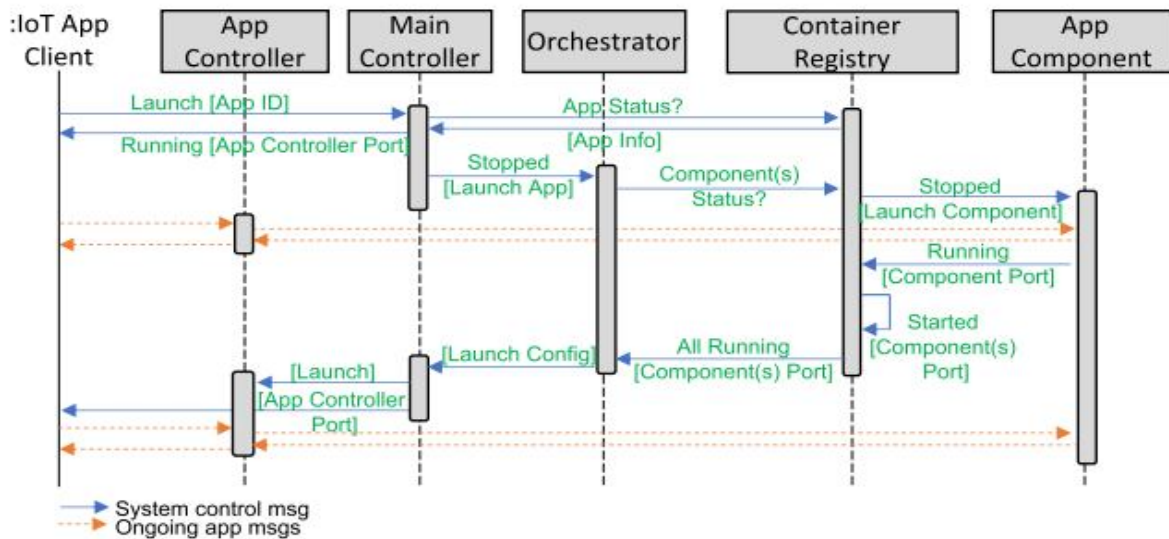 :IoT App
Client
App
Controller
Main
Controller
Orchestrator
Container
Registry
App
Component
Launch [App ID]
App Status?
Running [App Controller Port]
[App Info]
Stopped
[Launch App]
Component(s)
Status?
Stopped
[Launch Component]
Running
[Component Port]
Started
[Component(s)
Port]
All Running
[Component(s) Port]
[Launch Config]
[Launch]
[App Controller
Port]
System control msg
Ongoing app msgs